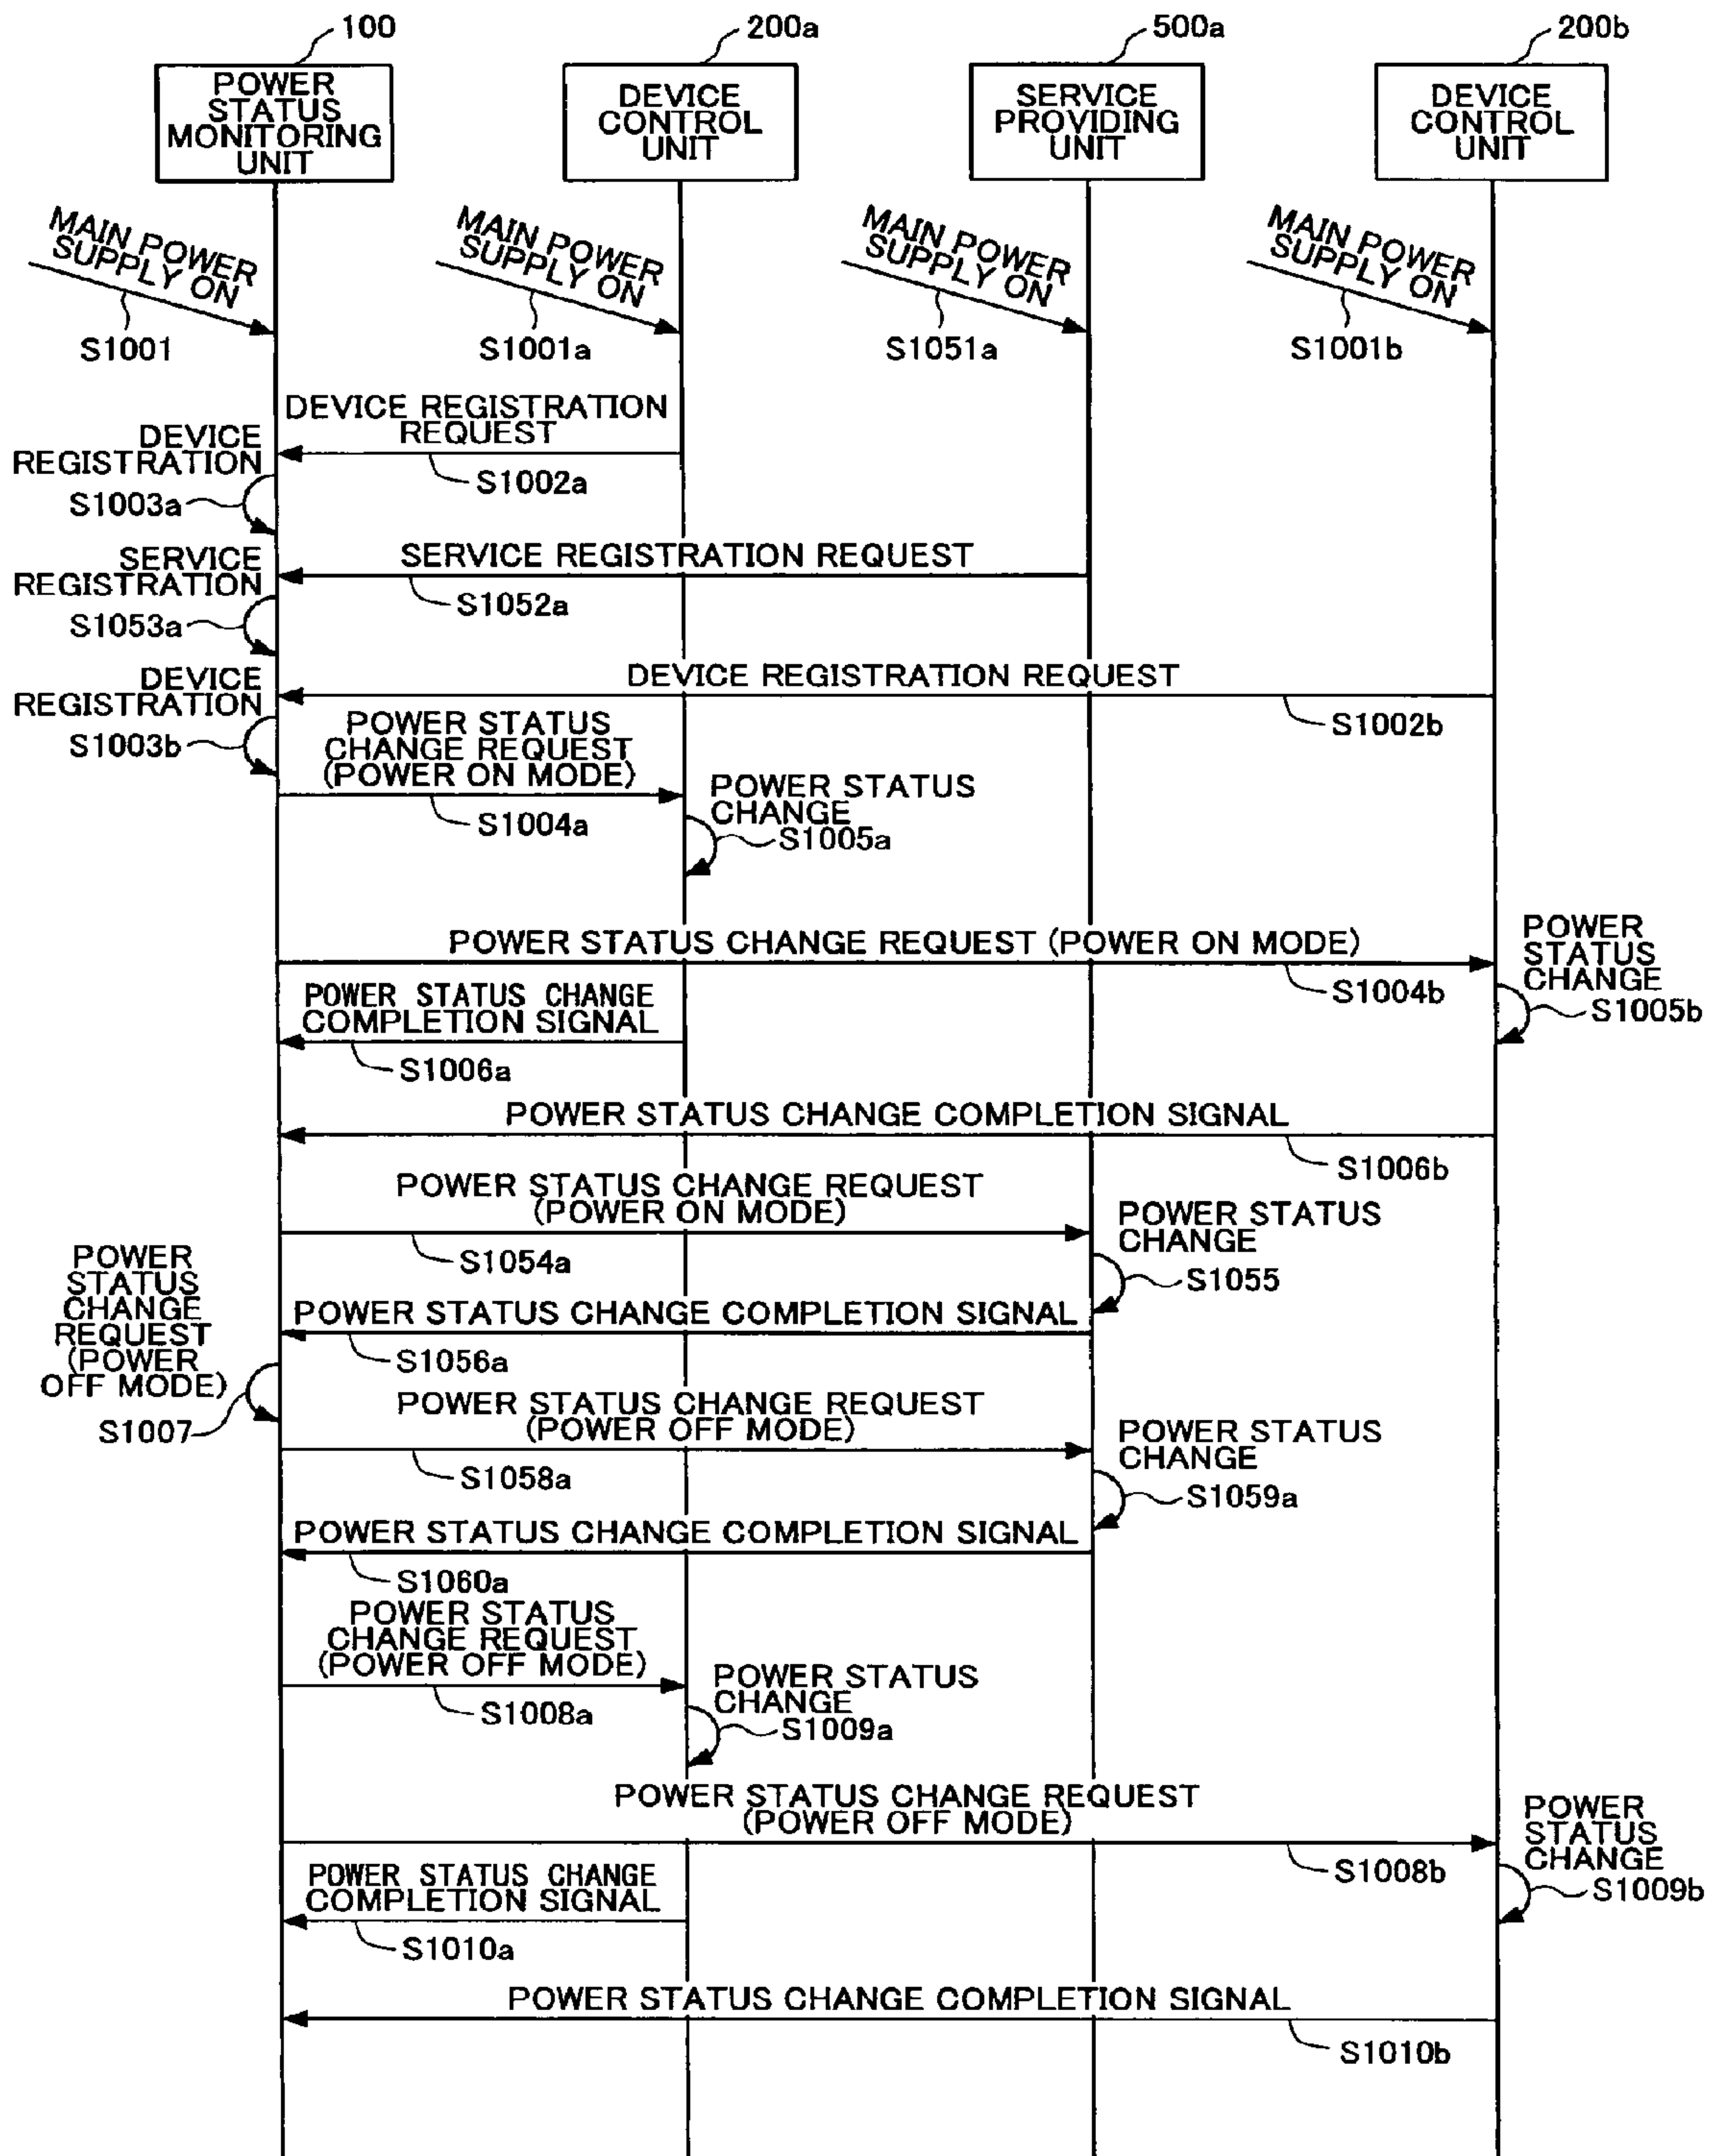 100
200a
500a
200b
POWER
STATUS
MONITORING
UNIT
DEVICE
CONTROL
UNIT
SERVICE
PROVIDING
UNIT
DEVICE
CONTROL
UNIT
MAIN POWER
SUPPLY ON
S1001
MAIN POWER
SUPPLY ON
S1001a
MAIN POWER
SUPPLY ON
S1051a
MAIN POWER
SUPPLY ON
S1001b
DEVICE REGISTRATION
REQUEST
S1002a
DEVICE
REGISTRATION
S1003a
SERVICE REGISTRATION REQUEST
S1052a
SERVICE
REGISTRATION
S1053a
DEVICE REGISTRATION REQUEST
S1002b
DEVICE
REGISTRATION
S1003b
POWER STATUS
CHANGE REQUEST
(POWER ON MODE)
S1004a
POWER STATUS
CHANGE
S1005a
POWER STATUS CHANGE REQUEST (POWER ON MODE)
S1004b
POWER
STATUS
CHANGE
S1005b
POWER STATUS CHANGE
COMPLETION SIGNAL
S1006a
POWER STATUS CHANGE COMPLETION SIGNAL
S1006b
POWER STATUS CHANGE REQUEST
(POWER ON MODE)
S1054a
POWER STATUS
CHANGE
S1055
POWER STATUS CHANGE COMPLETION SIGNAL
S1056a
POWER
STATUS
CHANGE
REQUEST
(POWER
OFF MODE)
S1007
POWER STATUS CHANGE REQUEST
(POWER OFF MODE)
S1058a
POWER STATUS
CHANGE
S1059a
POWER STATUS CHANGE COMPLETION SIGNAL
S1060a
POWER STATUS
CHANGE REQUEST
(POWER OFF MODE)
S1008a
POWER STATUS
CHANGE
S1009a
POWER STATUS CHANGE REQUEST
(POWER OFF MODE)
S1008b
POWER
STATUS
CHANGE
S1009b
POWER STATUS CHANGE
COMPLETION SIGNAL
S1010a
POWER STATUS CHANGE COMPLETION SIGNAL
S1010b